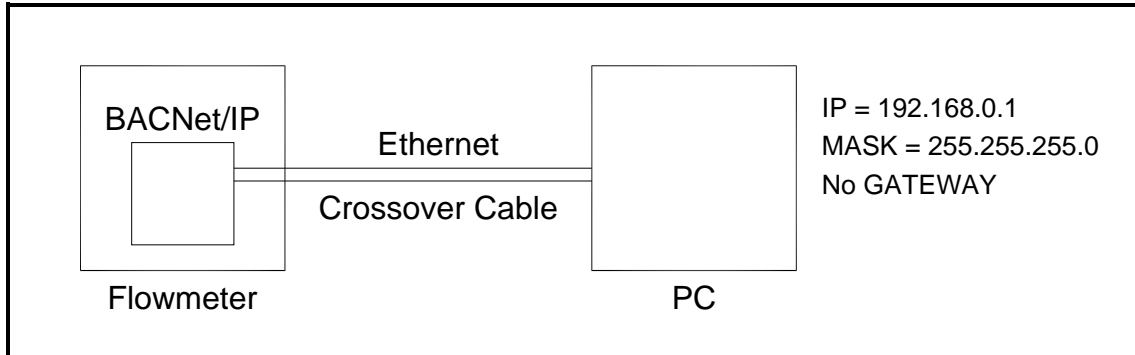 BACNet/IP
Ethernet
Crossover Cable
Flowmeter
PC
IP = 192.168.0.1
MASK = 255.255.255.0
No GATEWAY